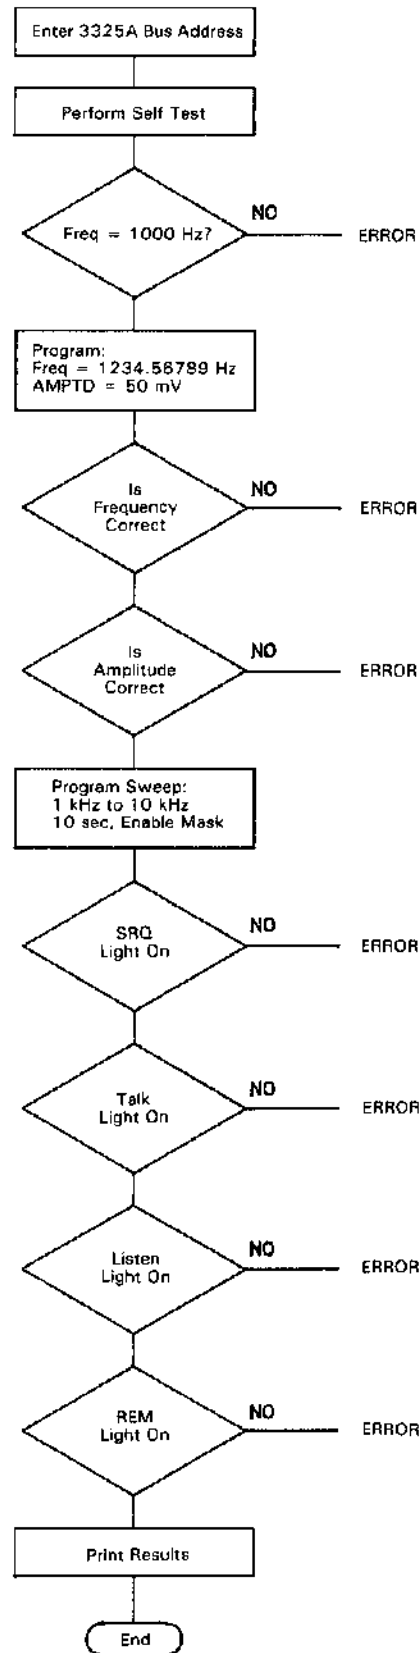 Enter 3325A Bus Address
Perform Self Test
Freq = 1000 Hz?
NO
ERROR
Program:
Freq = 1234.56789 Hz
AMPTD = 50 mV
Is
Frequency
Correct
NO
ERROR
Is
Amplitude
Correct
NO
ERROR
Program Sweep:
1 kHz to 10 kHz
10 sec, Enable Mask
SRQ
Light On
NO
ERROR
Talk
Light On
NO
ERROR
Listen
Light On
NO
ERROR
REM
Light On
NO
ERROR
Print Results
End